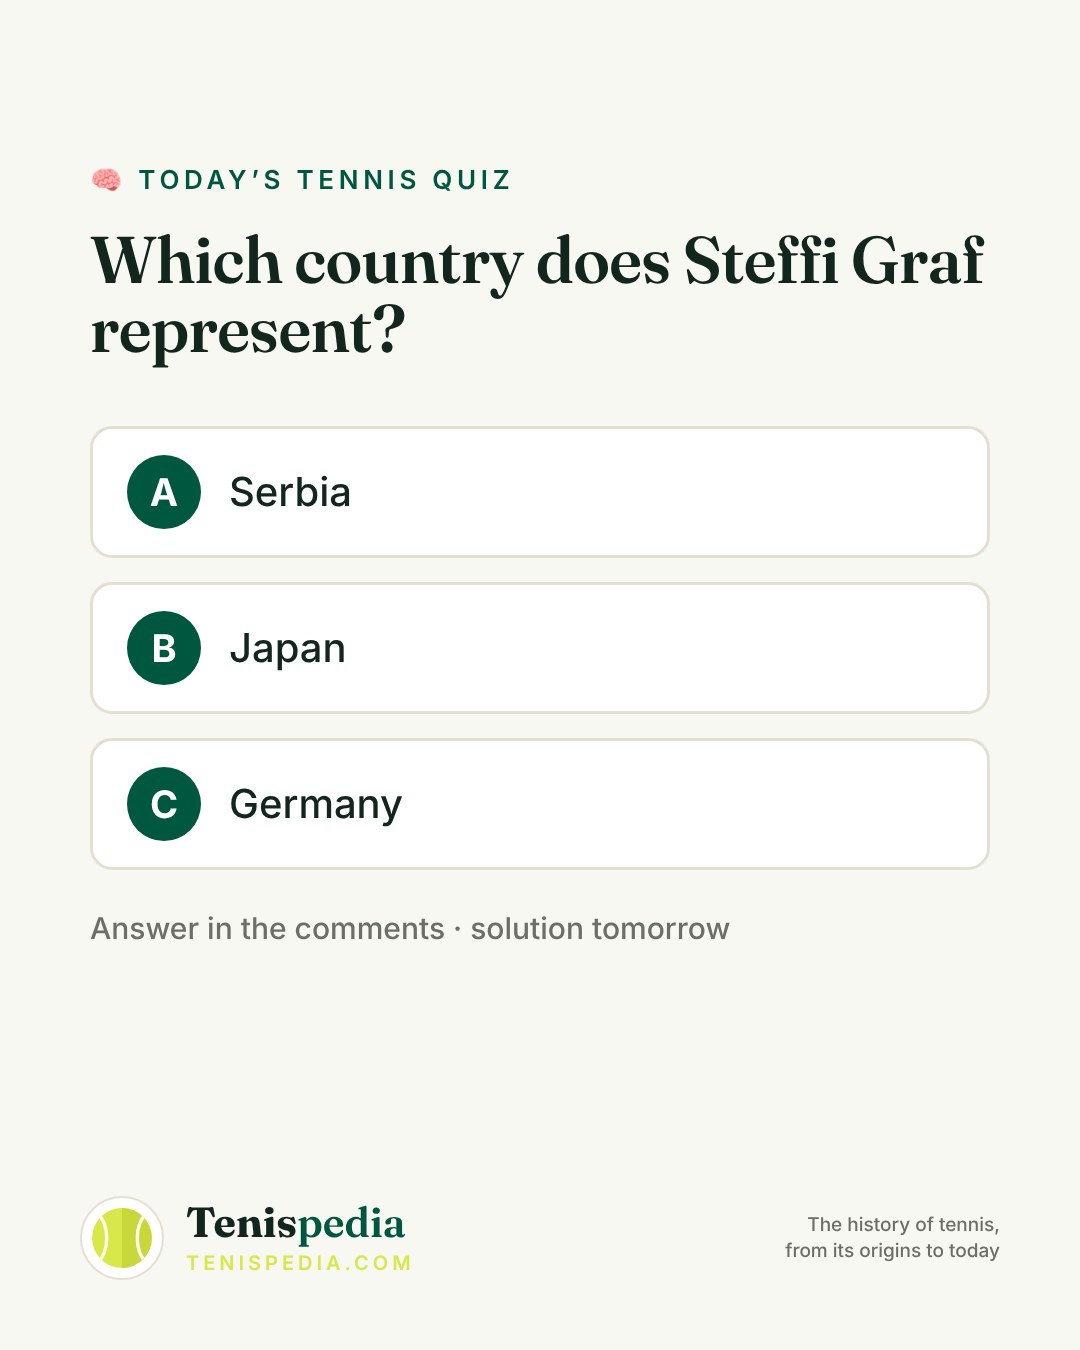 🧠 TODAY’S TENNIS QUIZ
Which country does Steffi Graf
represent?
A Serbia
B Japan
C Germany
Answer in the comments · solution tomorrow
Tenispedia
TENISPEDIA.COM
The history of tennis,
from its origins to today